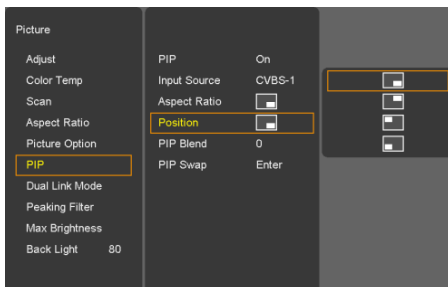 Picture
Adjust
Color Temp
Scan
Aspect Ratio
Picture Option
PIP
Dual Link Mode
Peaking Filter
Max Brightness
Back Light 80
PIP On
Input Source CVBS-1
Aspect Ratio
Position
PIP Blend 0
PIP Swap Enter